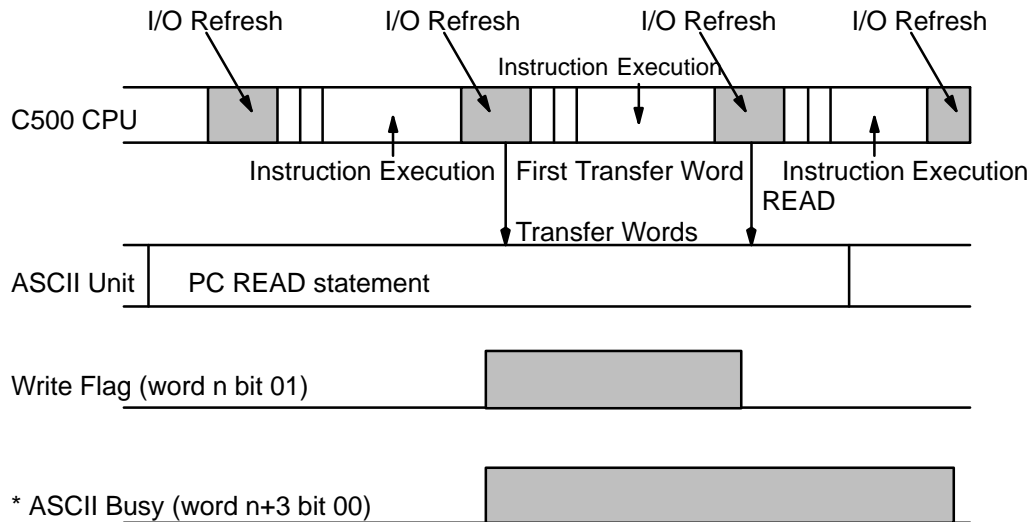 I/O Refresh I/O Refresh I/O Refresh I/O Refresh
Instruction Execution
C500 CPU
Instruction Execution First Transfer Word Instruction Execution
READ
Transfer Words
ASCII Unit PC READ statement
Write Flag (word n bit 01)
* ASCII Busy (word n+3 bit 00)